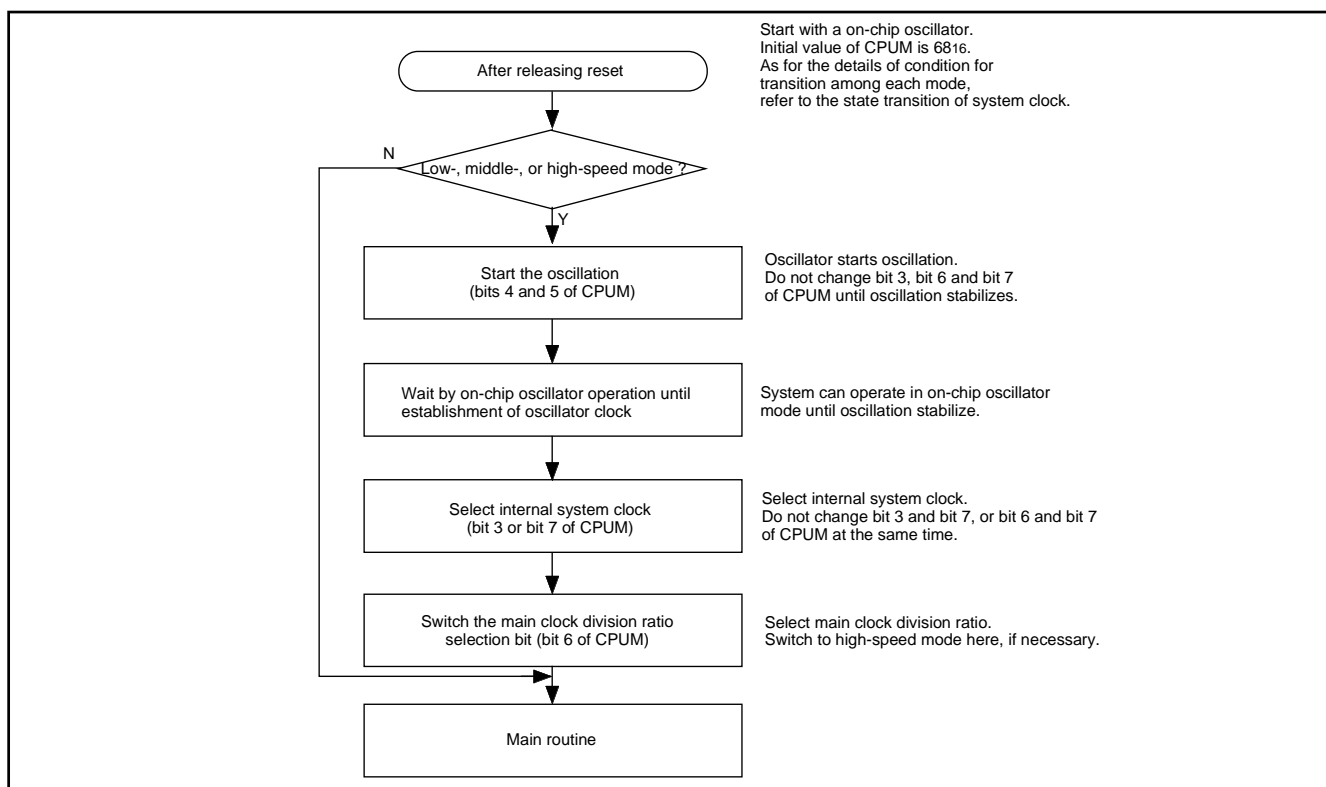 Start with a on-chip oscillator.
Initial value of CPUM is 6816.
As for the details of condition for
transition among each mode,
refer to the state transition of system clock.
After releasing reset
N
Low-, middle-, or high-speed mode ?
Y
Start the oscillation
(bits 4 and 5 of CPUM)
Oscillator starts oscillation.
Do not change bit 3, bit 6 and bit 7
of CPUM until oscillation stabilizes.
Wait by on-chip oscillator operation until
establishment of oscillator clock
System can operate in on-chip oscillator
mode until oscillation stabilize.
Select internal system clock
(bit 3 or bit 7 of CPUM)
Select internal system clock.
Do not change bit 3 and bit 7, or bit 6 and bit 7
of CPUM at the same time.
Switch the main clock division ratio
selection bit (bit 6 of CPUM)
Select main clock division ratio.
Switch to high-speed mode here, if necessary.
Main routine